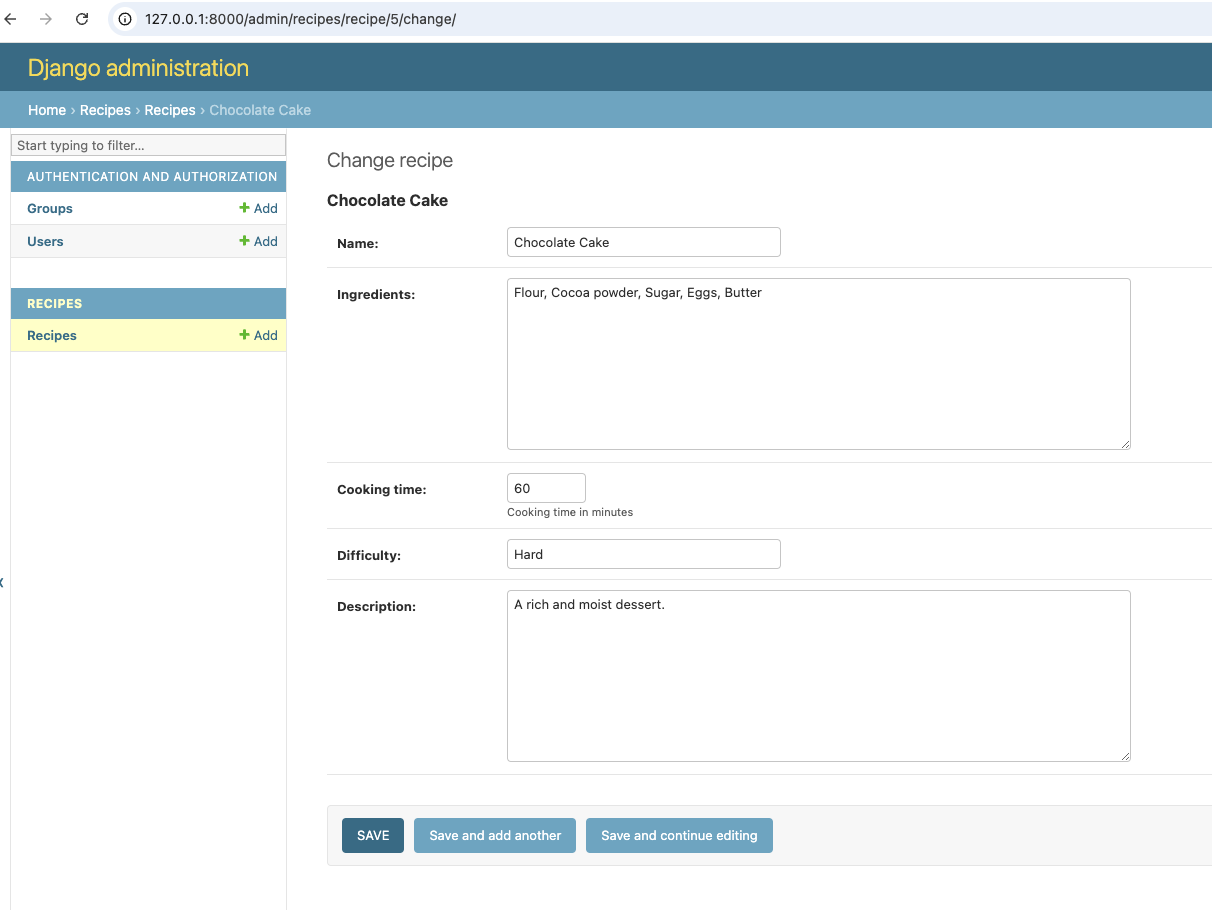 127.0.0.1:8000/admin/recipes/recipe/5/change/
Django administration
Home › Recipes › Recipes › Chocolate Cake
Start typing to filter...
AUTHENTICATION AND AUTHORIZATION
Groups + Add
Users + Add
RECIPES
Recipes + Add
Change recipe
Chocolate Cake
Name: Chocolate Cake
Ingredients: Flour, Cocoa powder, Sugar, Eggs, Butter
Cooking time: 60
Cooking time in minutes
Difficulty: Hard
Description: A rich and moist dessert.
SAVE Save and add another Save and continue editing